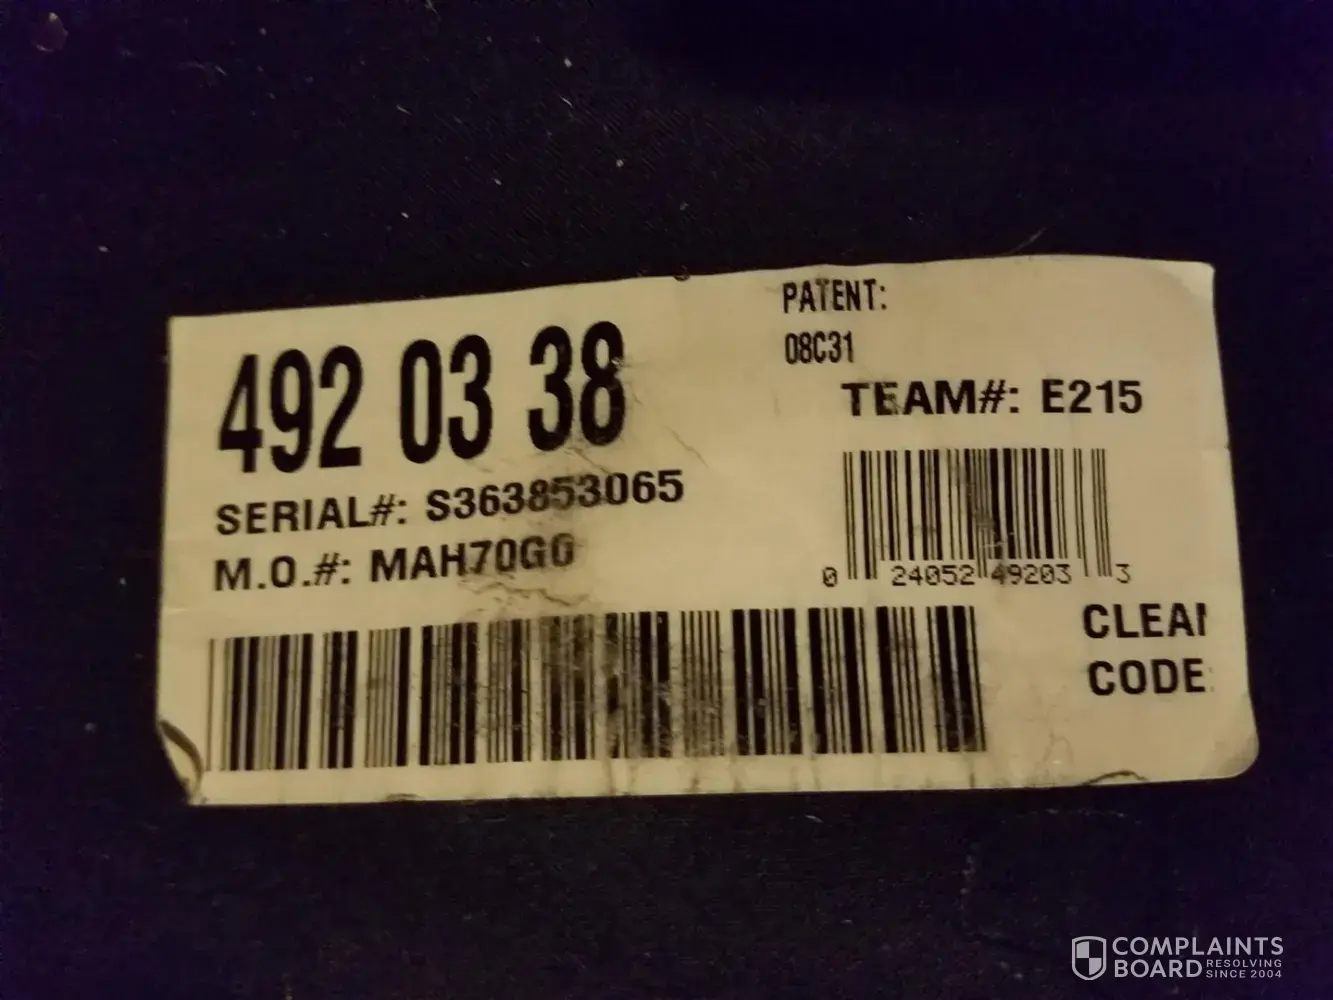 492 03 38
SERIAL#: S363853065
M.O.#: MAH70G0
PATENT:
08C31
TEAM#: E215
0 24052 49203 3
CLEAN
CODE:
COMPLAINTS
BOARD RESOLVING
SINCE 2004